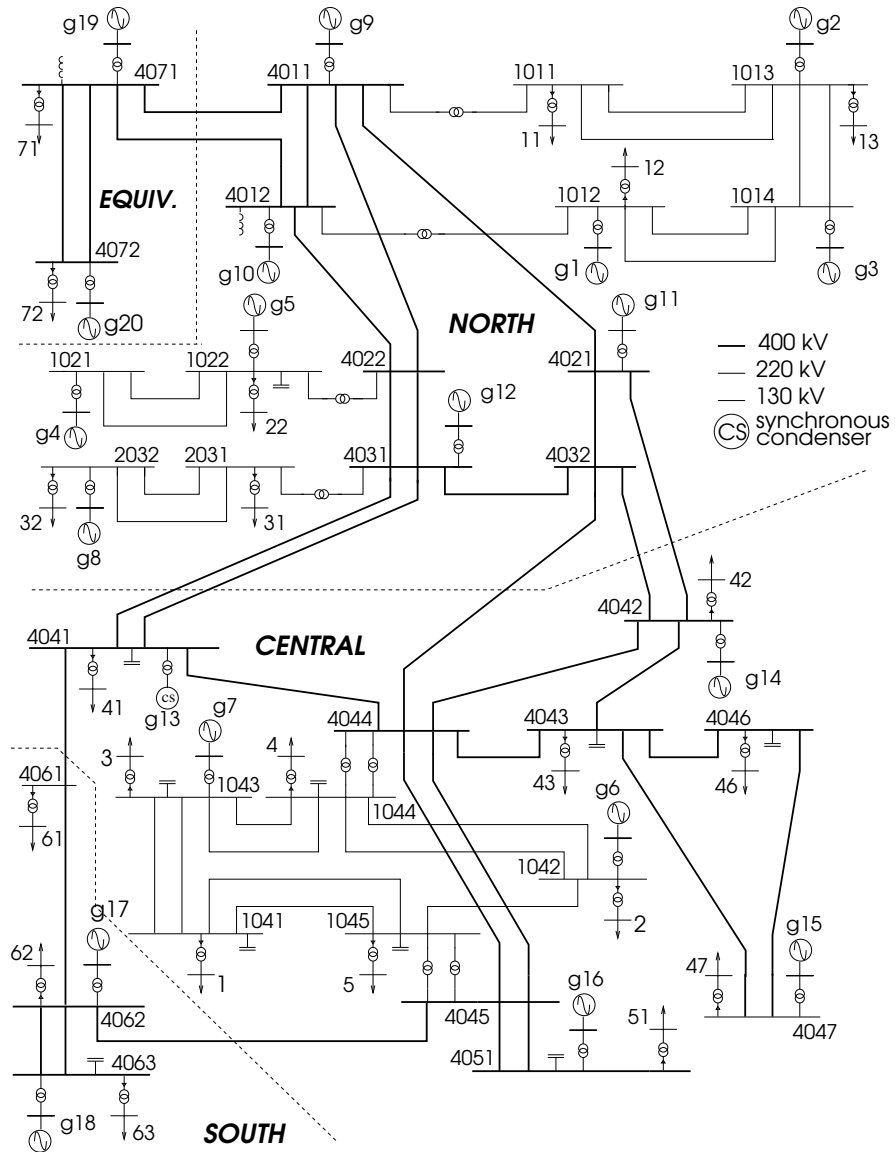 g19
g9
g2
4071
4011
1011
1013
71
11
13
12
EQUIV.
4012
1012
1014
4072
g10
g1
g3
72
g20
g5
g11
NORTH
1021
1022
4022
4021
400 kV
220 kV
130 kV
CS synchronous
condenser
g12
g4
22
2032
2031
4031
4032
32
g8
31
42
4042
CENTRAL
4041
41
cs
g13
g7
g14
4044
4043
4046
3
4
43
46
4061
1043
1044
g6
61
1042
2
g17
1041
1045
g15
62
1
5
g16
47
51
4062
4045
4047
4063
4051
g18
63
SOUTH